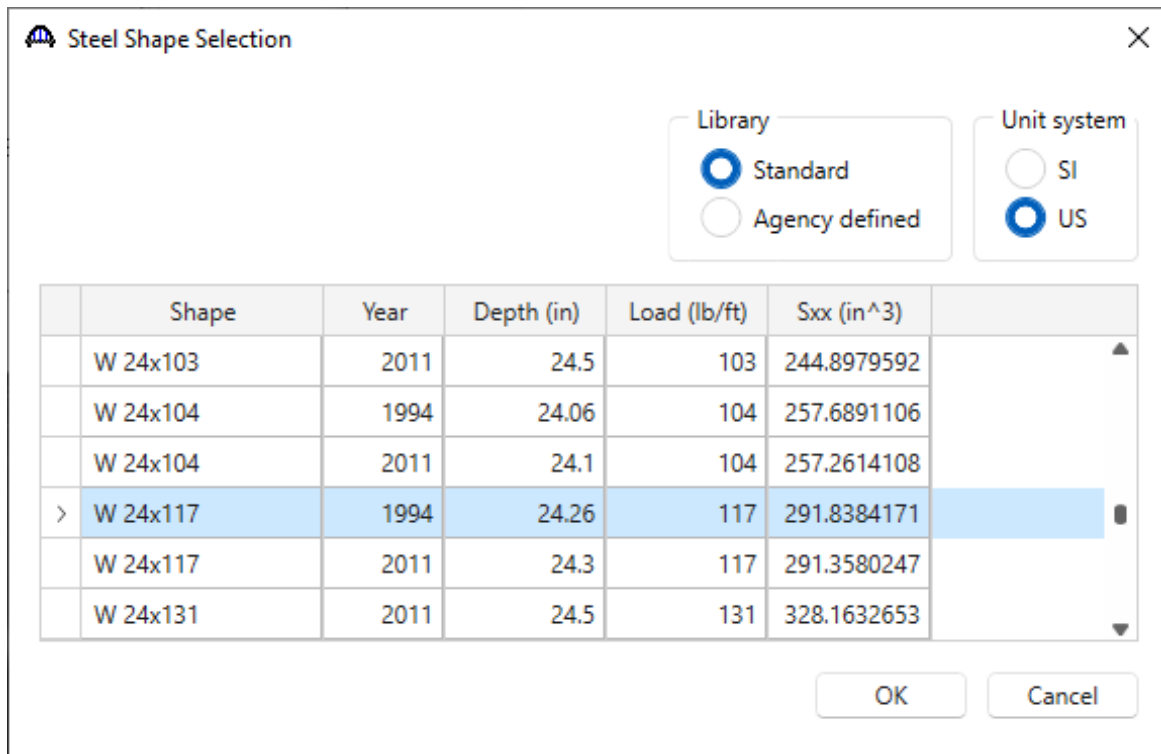 Steel Shape Selection
Library Unit system
Standard SI
Agency defined US
Shape Year Depth (in) Load (lb/ft) Sxx (in^3)
W 24x103 2011 24.5 103 244.8979592
W 24x104 1994 24.06 104 257.6891106
W 24x104 2011 24.1 104 257.2614108
W 24x117 1994 24.26 117 291.8384171
W 24x117 2011 24.3 117 291.3580247
W 24x131 2011 24.5 131 328.1632653
OK Cancel